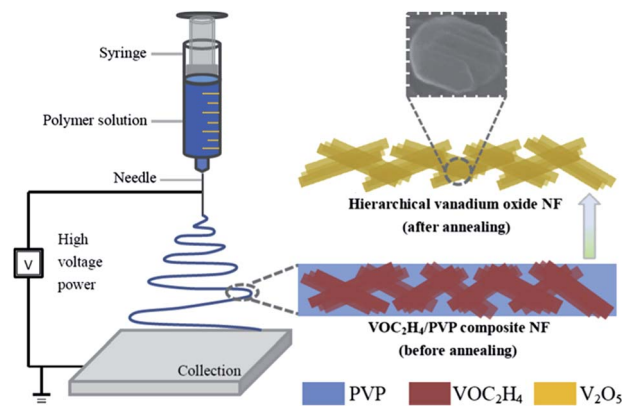 Syringe
Polymer solution
Needle
High
voltage
power
V
Collection
Hierarchical vanadium oxide NF
(after annealing)
VOC₂H₄/PVP composite NF
(before annealing)
PVP
VOC₂H₄
V₂O₅